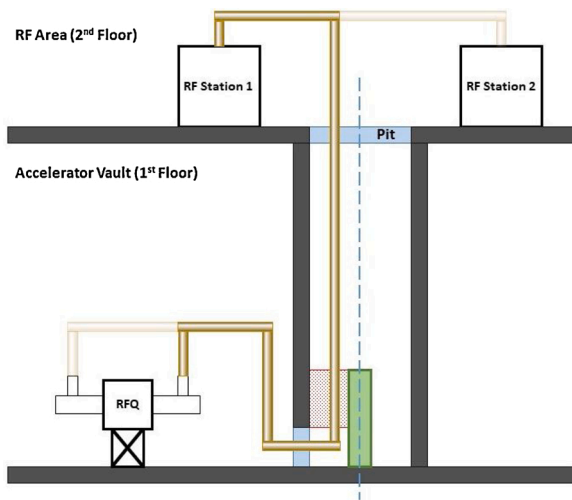 RF Area (2nd Floor)
RF Station 1
RF Station 2
Pit
Accelerator Vault (1st Floor)
RFQ